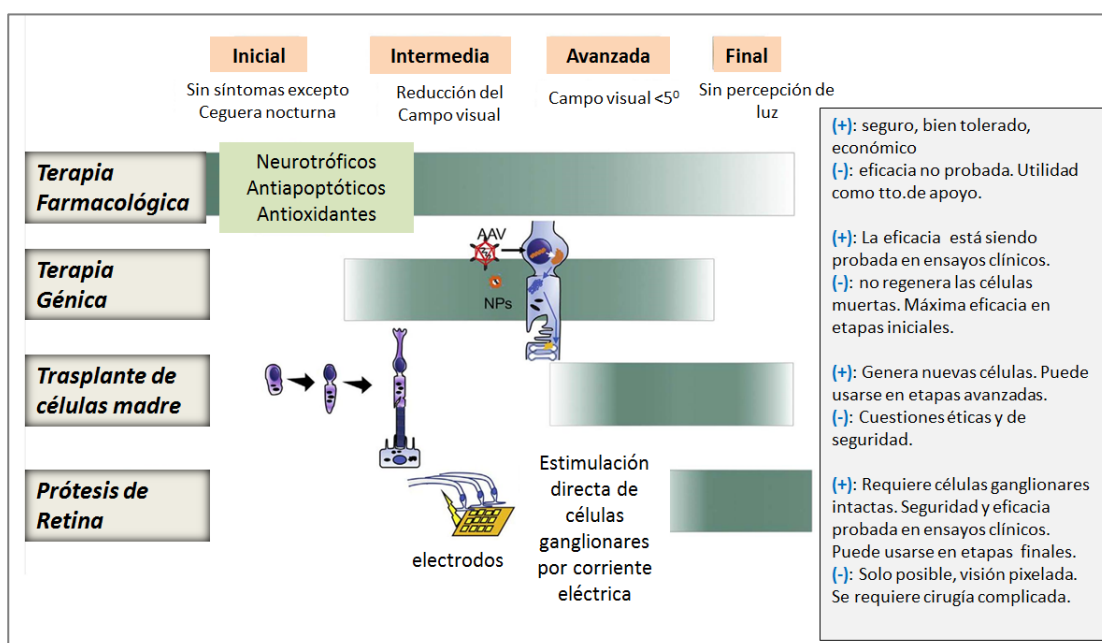 Inicial
Intermedia
Avanzada
Final
Sin síntomas excepto
Ceguera nocturna
Reducción del
Campo visual
Campo visual <5⁰
Sin percepción de
luz
Terapia
Farmacológica
Neurotróficos
Antiapoptóticos
Antioxidantes
Terapia
Génica
AAV
NPs
Trasplante de
células madre
Prótesis de
Retina
electrodos
Estimulación
directa de
células
ganglionares
por corriente
eléctrica
(+): seguro, bien tolerado,
económico
(-): eficacia no probada. Utilidad
como tto.de apoyo.
(+): La eficacia está siendo
probada en ensayos clínicos.
(-): no regenera las células
muertas. Máxima eficacia en
etapas iniciales.
(+): Genera nuevas células. Puede
usarse en etapas avanzadas.
(-): Cuestiones éticas y de
seguridad.
(+): Requiere células ganglionares
intactas. Seguridad y eficacia
probada en ensayos clínicos.
Puede usarse en etapas finales.
(-): Solo posible, visión pixelada.
Se requiere cirugía complicada.